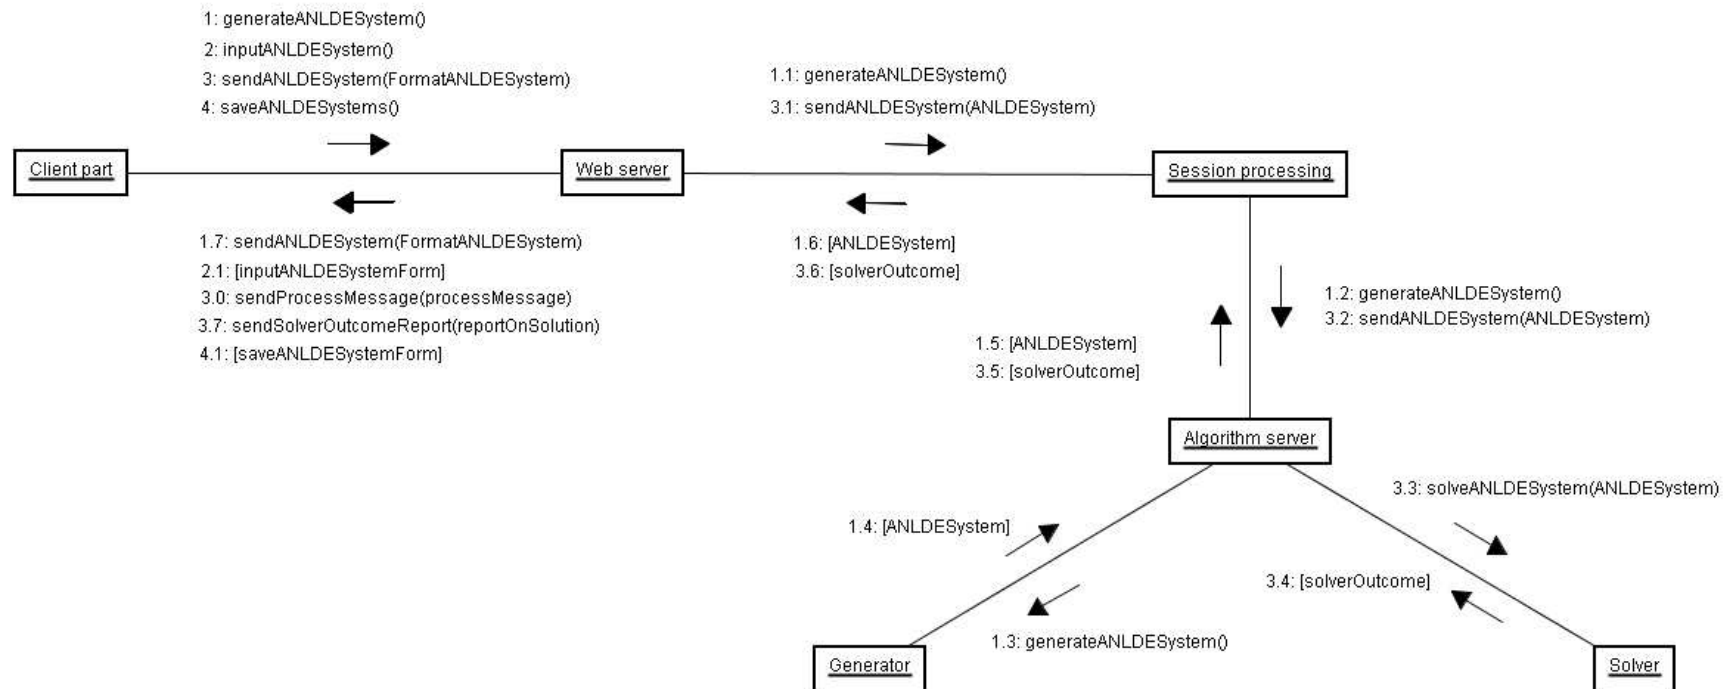 1: generateANLDESystem()
2: inputANLDESystem()
3: sendANLDESystem(FormatANLDESystem)
4: saveANLDESystems()
1.1: generateANLDESystem()
3.1: sendANLDESystem(ANLDESystem)
Client part
Web server
Session processing
1.7: sendANLDESystem(FormatANLDESystem)
2.1: [inputANLDESystemForm]
3.0: sendProcessMessage(processMessage)
3.7: sendSolverOutcomeReport(reportOnSolution)
4.1: [saveANLDESystemForm]
1.6: [ANLDESystem]
3.6: [solverOutcome]
1.2: generateANLDESystem()
3.2: sendANLDESystem(ANLDESystem)
1.5: [ANLDESystem]
3.5: [solverOutcome]
Algorithm server
3.3: solveANLDESystem(ANLDESystem)
1.4: [ANLDESystem]
3.4: [solverOutcome]
1.3: generateANLDESystem()
Generator
Solver